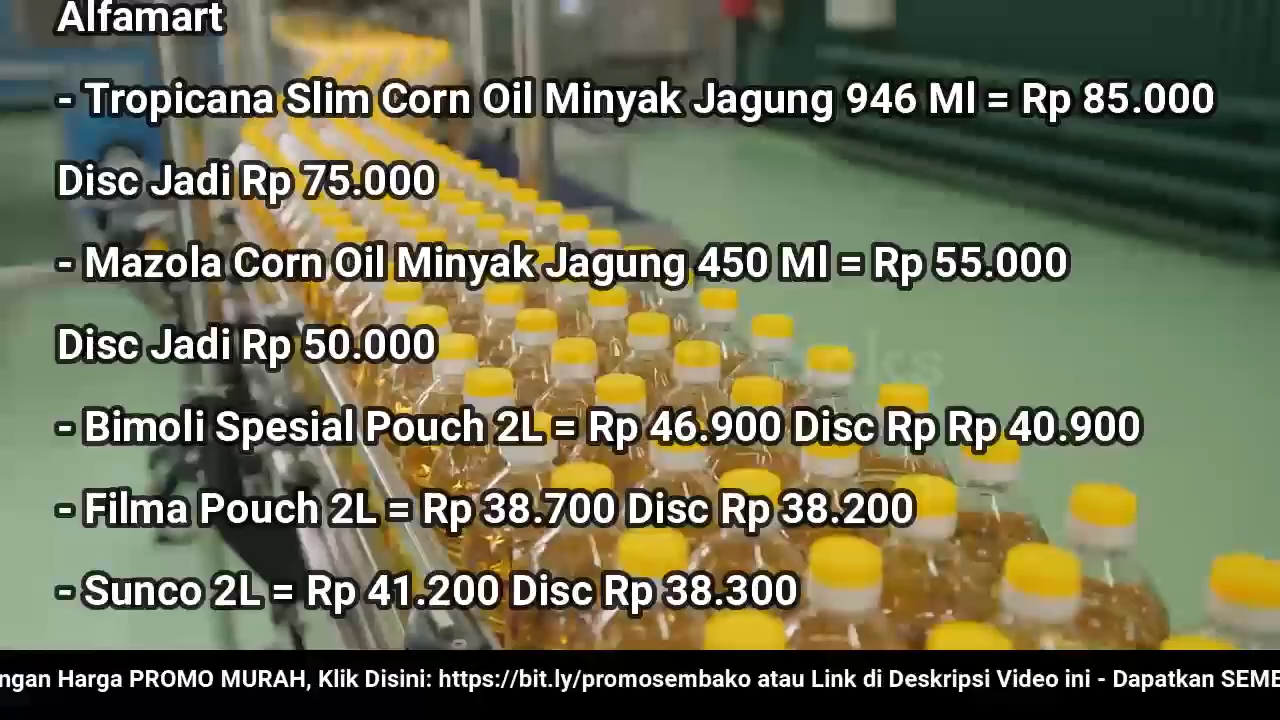 Alfamart
- Tropicana Slim Corn Oil Minyak Jagung 946 Ml = Rp 85.000
Disc Jadi Rp 75.000
- Mazola Corn Oil Minyak Jagung 450 Ml = Rp 55.000
Disc Jadi Rp 50.000
- Bimoli Spesial Pouch 2L = Rp 46.900 Disc Rp Rp 40.900
- Filma Pouch 2L = Rp 38.700 Disc Rp 38.200
- Sunco 2L = Rp 41.200 Disc Rp 38.300
ngan Harga PROMO MURAH, Klik Disini: https://bit.ly/promosembako atau Link di Deskripsi Video ini - Dapatkan SEME